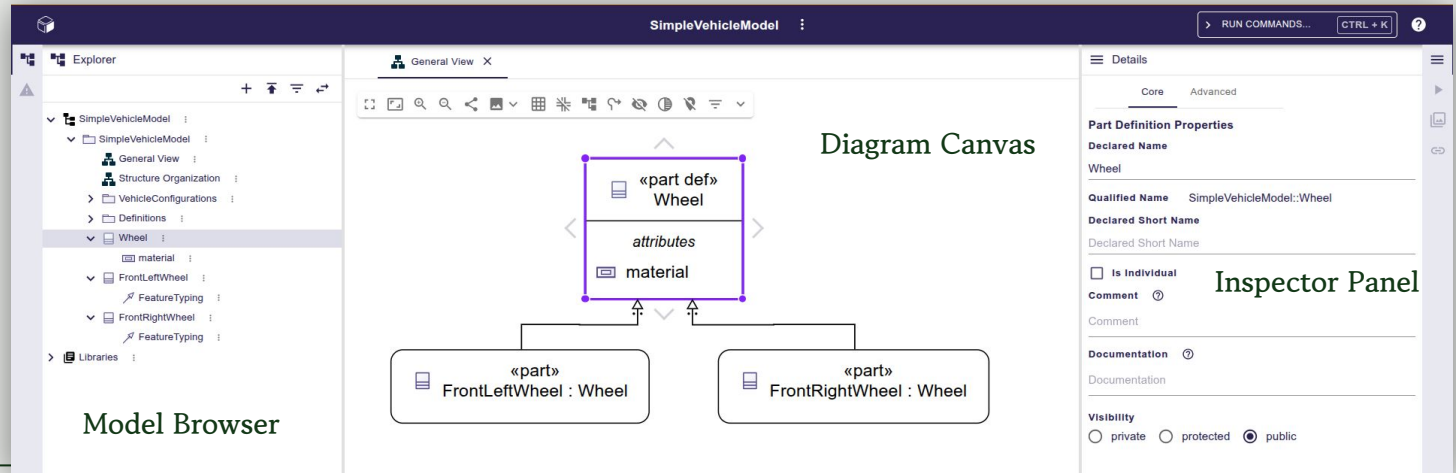 SimpleVehicleModel
RUN COMMANDS... CTRL + K
Explorer
SimpleVehicleModel
SimpleVehicleModel
General View
Structure Organization
VehicleConfigurations
Definitions
Wheel
material
FrontLeftWheel
FeatureTyping
FrontRightWheel
FeatureTyping
Libraries
Model Browser
General View
Diagram Canvas
«part def»
Wheel
attributes
material
«part»
FrontLeftWheel : Wheel
«part»
FrontRightWheel : Wheel
Details
Core Advanced
Part Definition Properties
Declared Name
Wheel
Qualified Name SimpleVehicleModel::Wheel
Declared Short Name
Declared Short Name
Is Individual
Inspector Panel
Comment
Comment
Documentation
Documentation
Visibility
private protected public